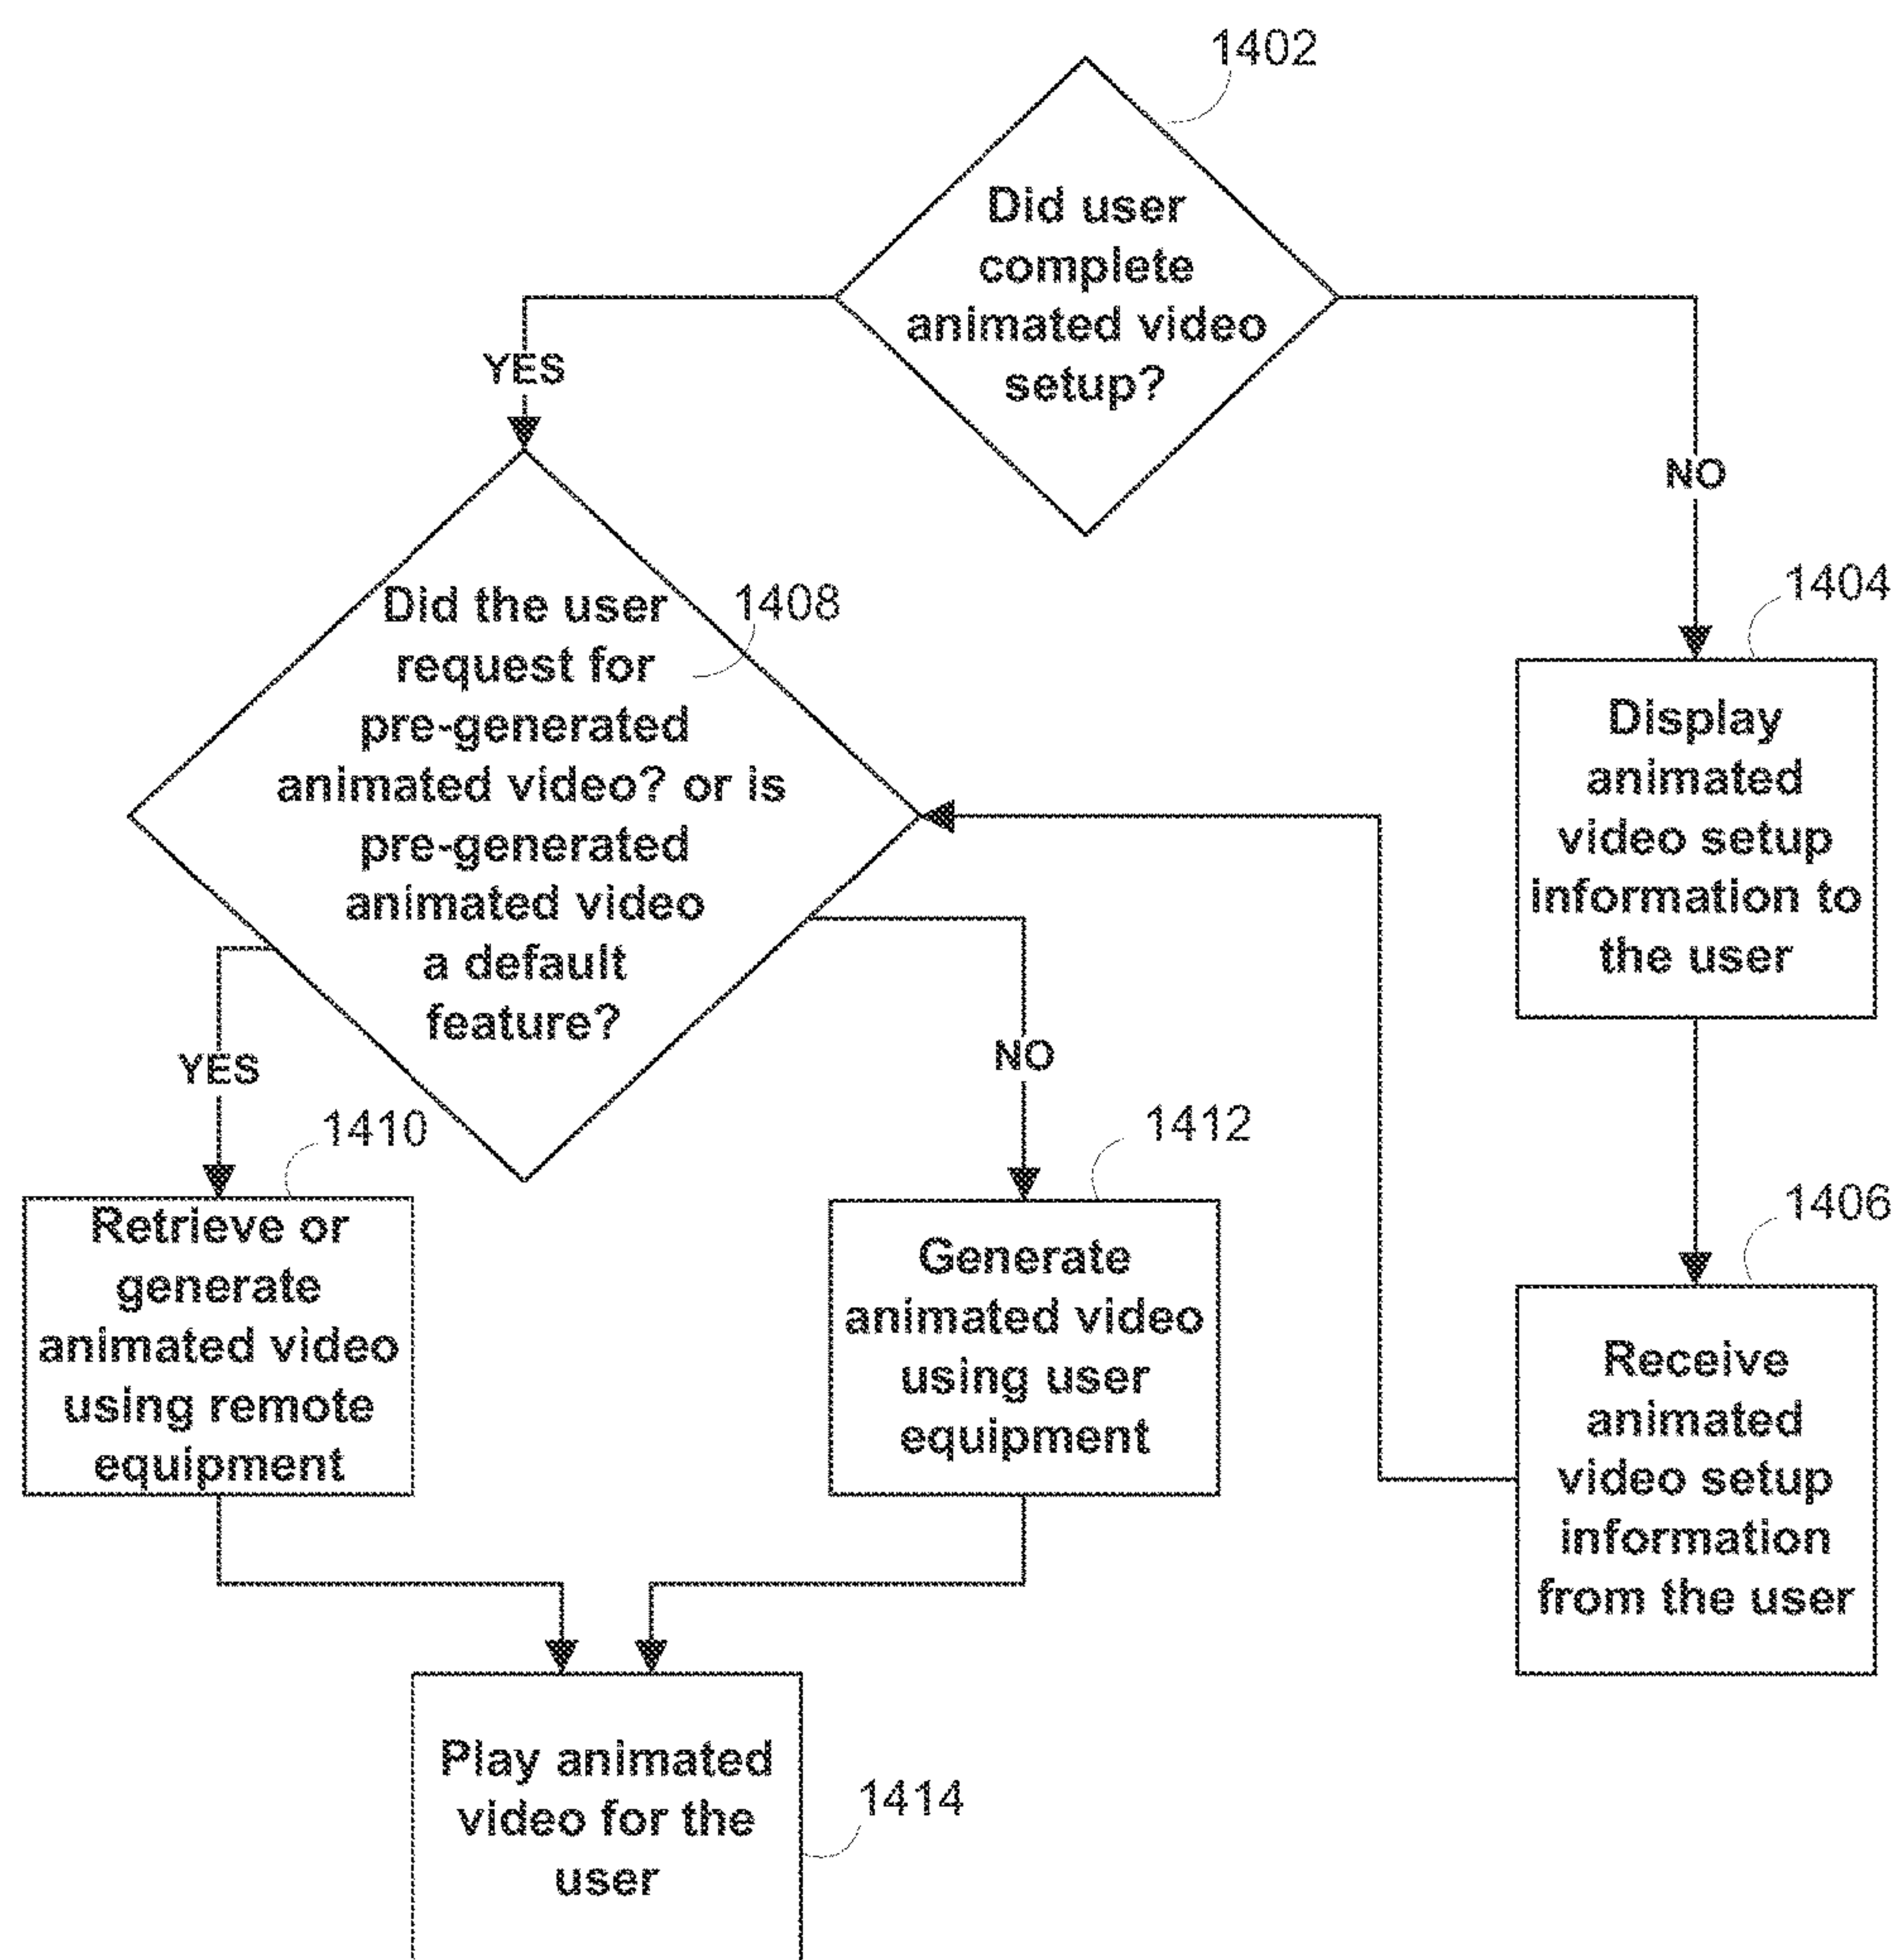 1402
Did user
complete
animated video
setup?
YES
NO
1408
Did the user
request for
pre-generated
animated video? or is
pre-generated
animated video
a default
feature?
1404
Display
animated
video setup
information to
the user
YES
NO
1410
Retrieve or
generate
animated video
using remote
equipment
1412
Generate
animated video
using user
equipment
1406
Receive
animated
video setup
information
from the user
Play animated
video for the
user
1414